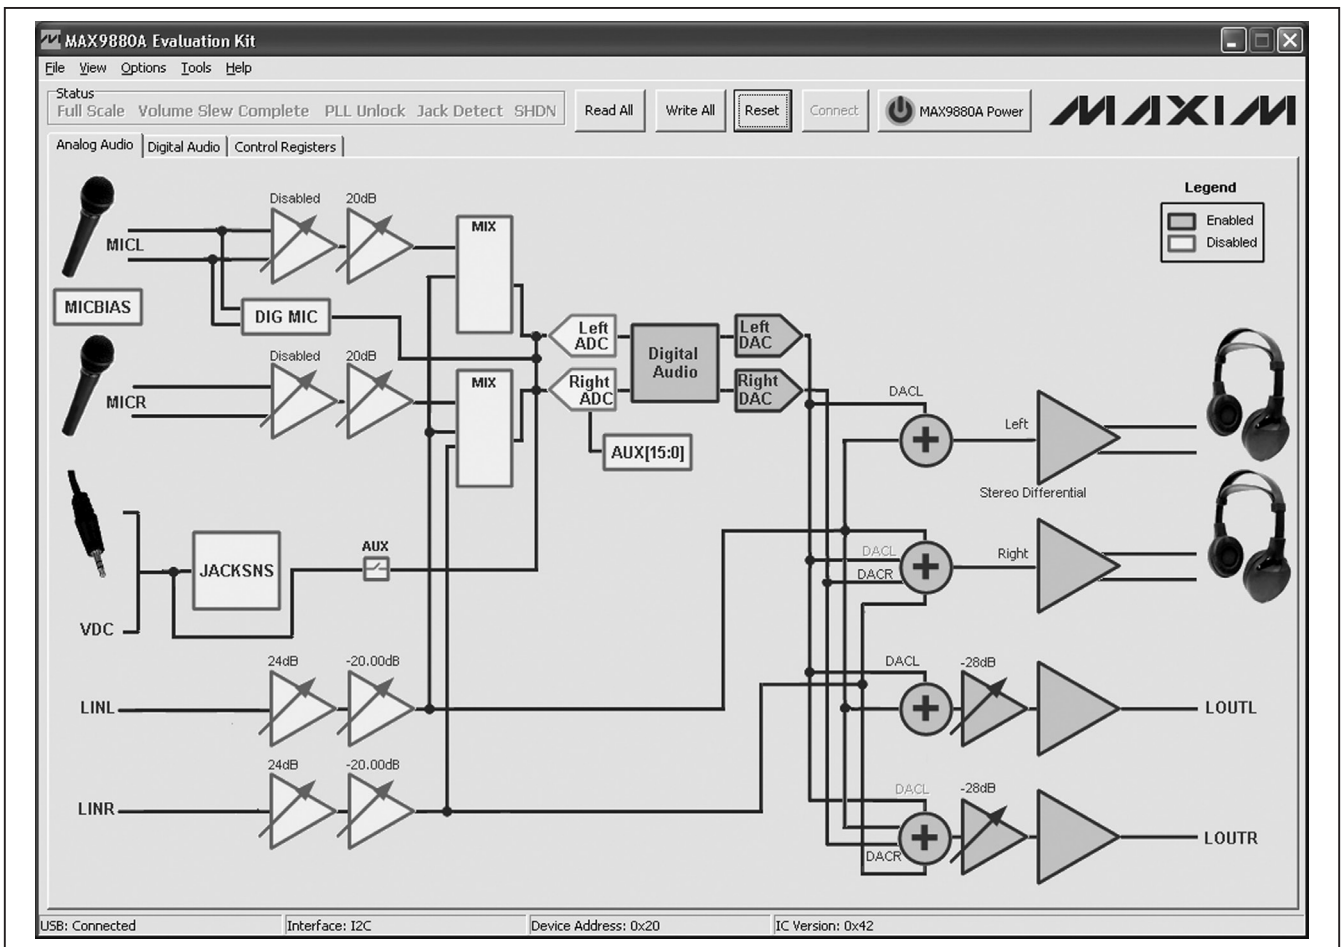 MAX9880A Evaluation Kit
File View Options Tools Help
Status
Full Scale Volume Slew Complete PLL Unlock Jack Detect SHDN
Read All
Write All
Reset
Connect
MAX9880A Power
MAXIM
Analog Audio
Digital Audio
Control Registers
Legend
Enabled
Disabled
Disabled
20dB
MIX
MICL
MICBIAS
DIG MIC
Disabled
20dB
MIX
MICR
Left ADC
Right ADC
Digital Audio
Left DAC
Right DAC
AUX[15:0]
DACL
Left
Stereo Differential
DACL
DACR
Right
JACKSNS
AUX
VDC
24dB
-20.00dB
LINL
DACL
-28dB
LOUTL
24dB
-20.00dB
LINR
DACL
DACR
-28dB
LOUTR
USB: Connected
Interface: I2C
Device Address: 0x20
IC Version: 0x42